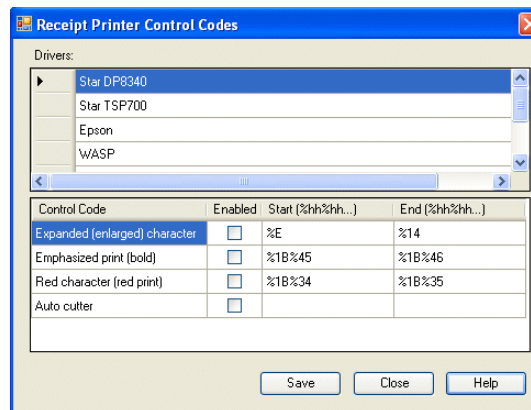 Receipt Printer Control Codes
Drivers:
Star DP8340
Star TSP700
Epson
WASP
Control Code Enabled Start (%hh%hh...) End (%hh%hh...)
Expanded (enlarged) character %E %14
Emphasized print (bold) %1B%45 %1B%46
Red character (red print) %1B%34 %1B%35
Auto cutter
Save Close Help